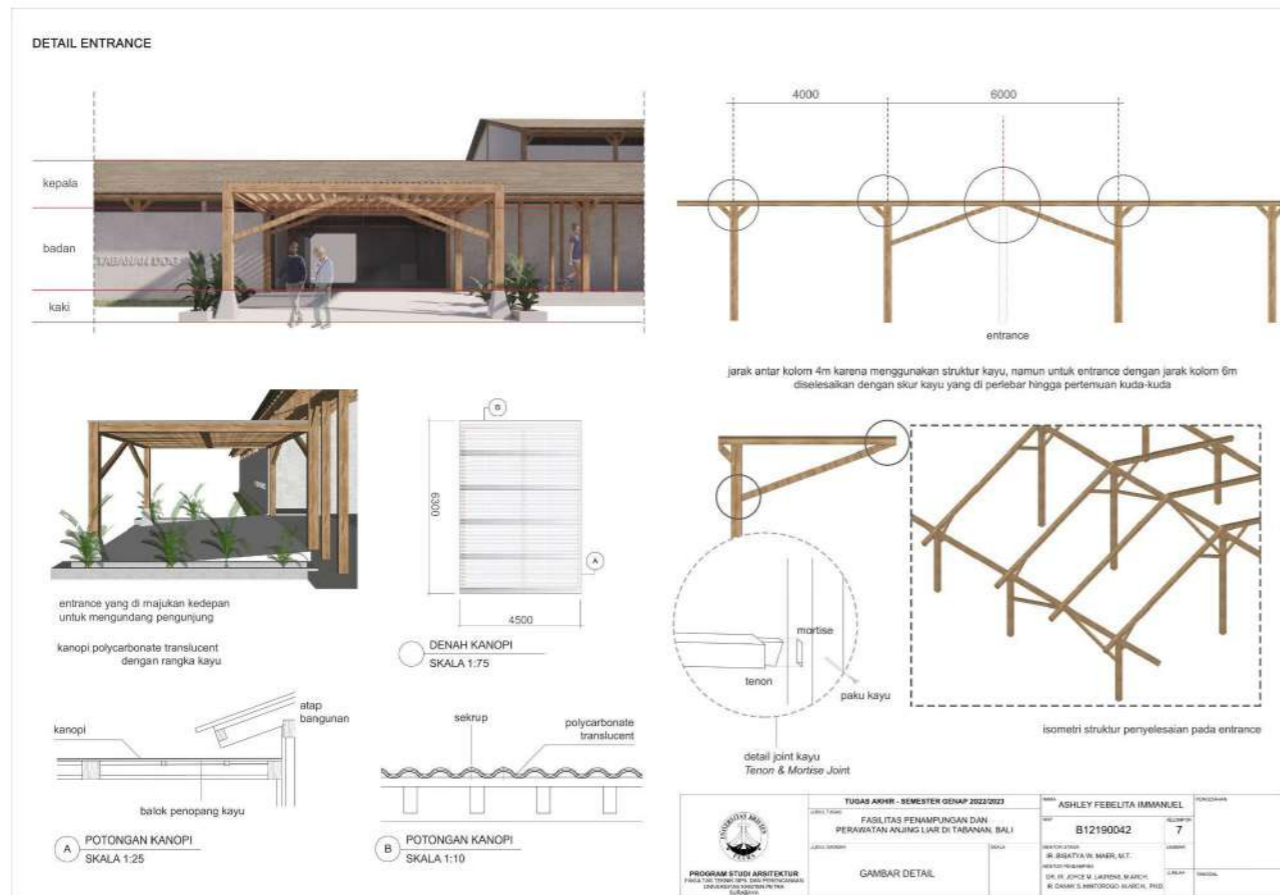 DETAIL ENTRANCE
kepala
badan
kaki
TABANAN DOG
4000
6000
entrance
jarak antar kolom 4m karena menggunakan struktur kayu, namun untuk entrance dengan jarak kolom 6m
diselesaikan dengan skur kayu yang di perlebar hingga pertemuan kuda-kuda
entrance yang di majukan kedepan
untuk mengundang pengunjung
kanopi polycarbonate translucent
dengan rangka kayu
B
6300
A
4500
DENAH KANOPI
SKALA 1:75
mortise
tenon
paku kayu
detail joint kayu
Tenon & Mortise Joint
isometri struktur penyelesaian pada entrance
kanopi
atap
bangunan
balok penopang kayu
A
POTONGAN KANOPI
SKALA 1:25
sekrup
polycarbonate
translucent
B
POTONGAN KANOPI
SKALA 1:10
PROGRAM STUDI ARSITEKTUR
UNIVERSITAS KRISTEN PETRA
SURABAYA
TUGAS AKHIR - SEMESTER GENAP 2022/2023
FASILITAS PENAMPUNGAN DAN
PERAWATAN ANJING LIAR DI TABANAN, BALI
GAMBAR DETAIL
ASHLEY FEBELITA IMMANUEL
B12190042
7